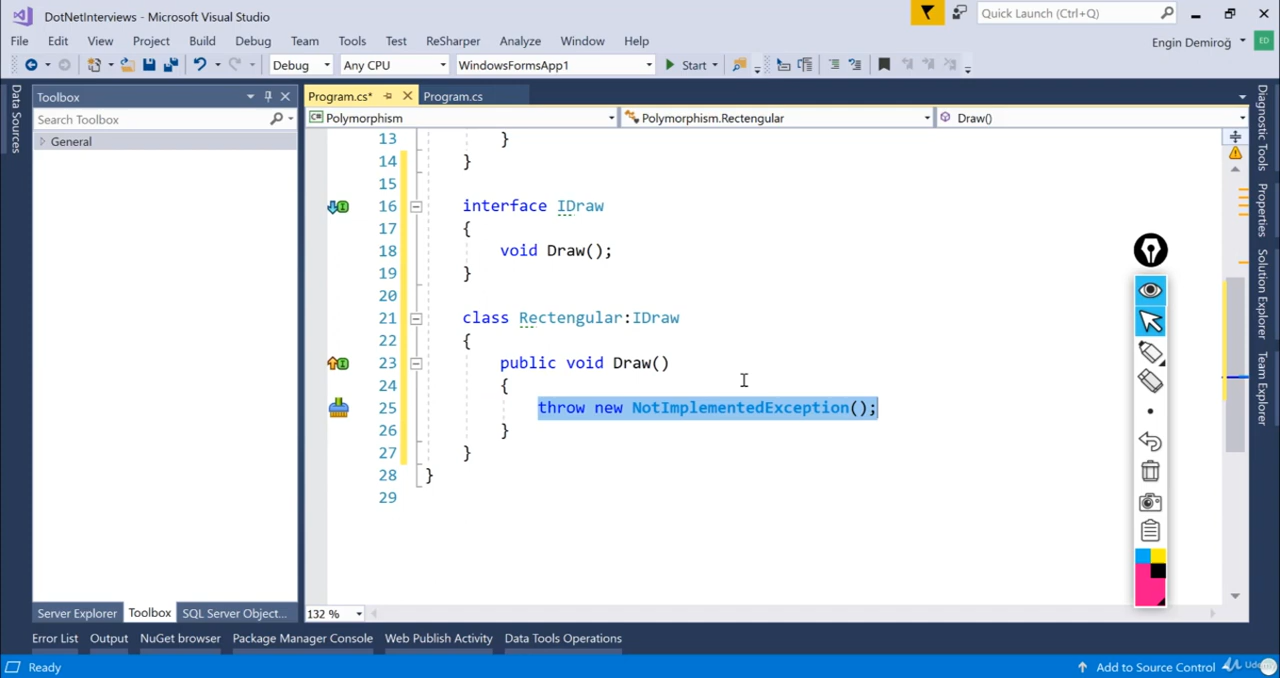 DotNetInterviews - Microsoft Visual Studio
Quick Launch (Ctrl+Q)
File Edit View Project Build Debug Team Tools Test ReSharper Analyze Window Help
Engin Demiroğ ED
Debug Any CPU WindowsFormsApp1 Start
Data Sources
Toolbox
Search Toolbox
General
Program.cs* Program.cs
Polymorphism Polymorphism.Rectengular Draw()
13 }
14 }
15
16 interface IDraw
17 {
18 void Draw();
19 }
20
21 class Rectengular:IDraw
22 {
23 public void Draw()
24 {
25 throw new NotImplementedException();
26 }
27 }
28 }
29
132 %
Diagnostic Tools
Properties
Solution Explorer
Team Explorer
Server Explorer Toolbox SQL Server Object...
Error List Output NuGet browser Package Manager Console Web Publish Activity Data Tools Operations
Ready
Add to Source Control
Udemy